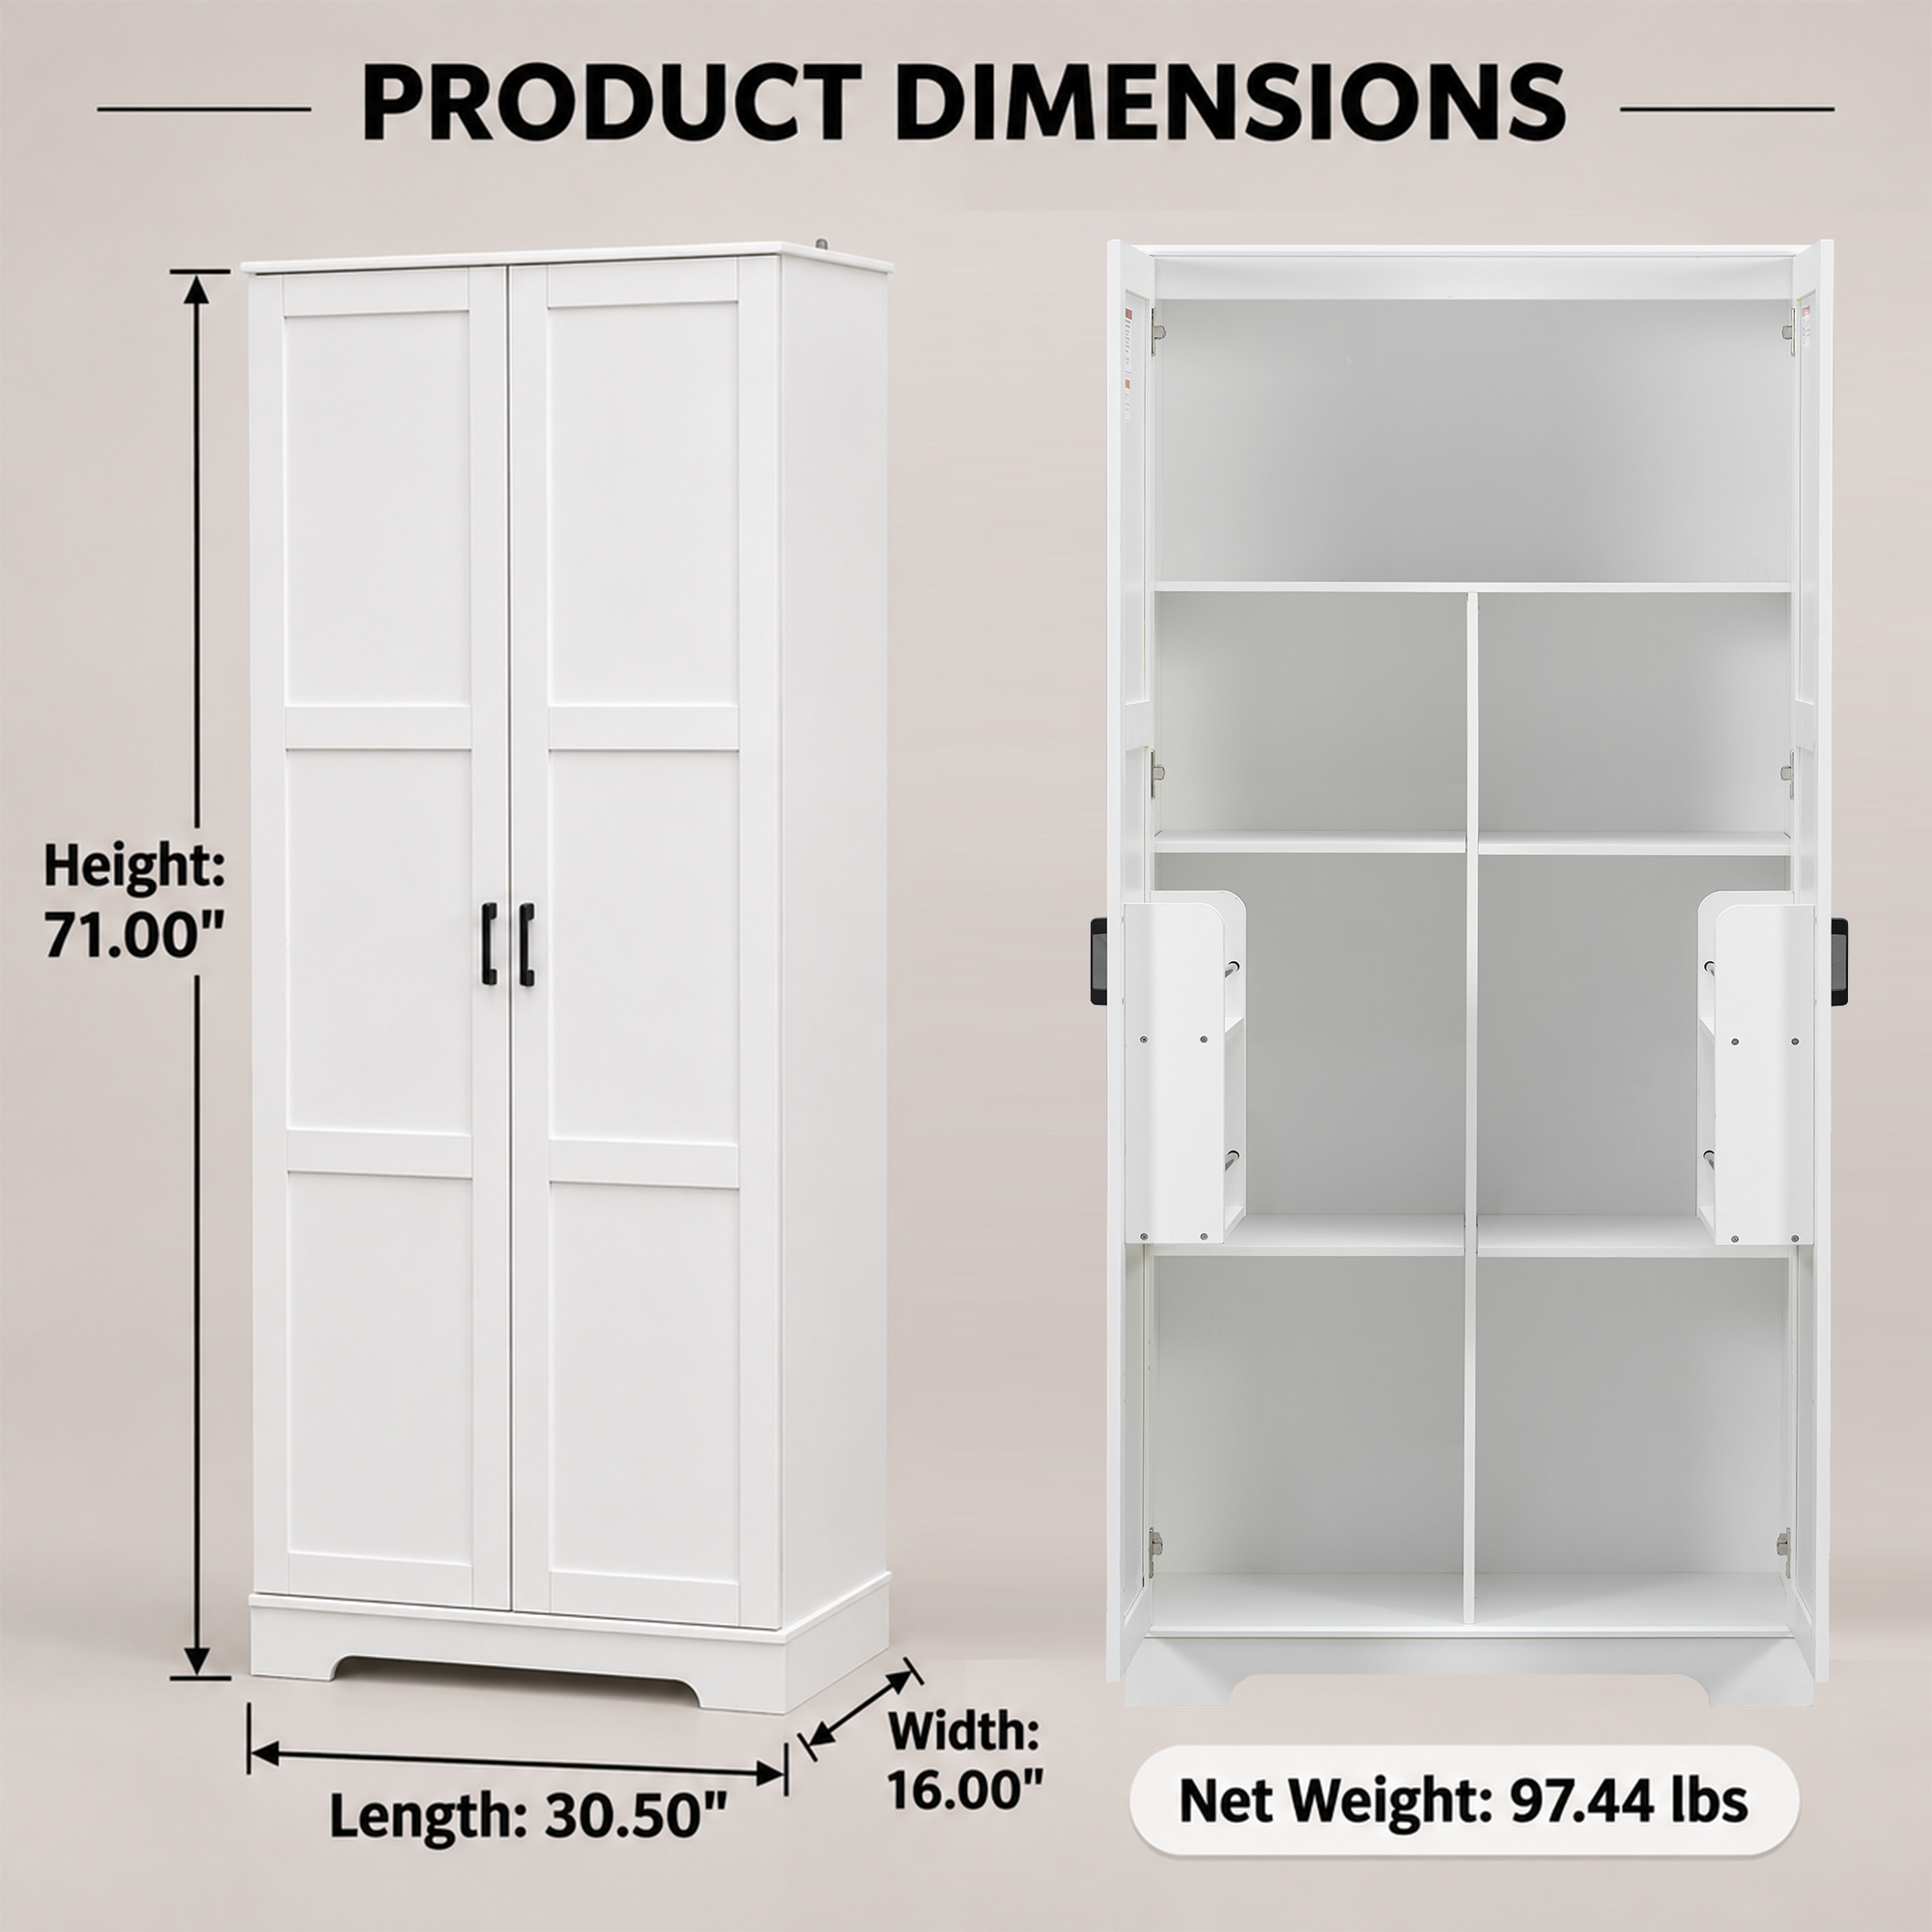 PRODUCT DIMENSIONS
Height:
71.00"
Length: 30.50"
Width:
16.00"
Net Weight: 97.44 lbs